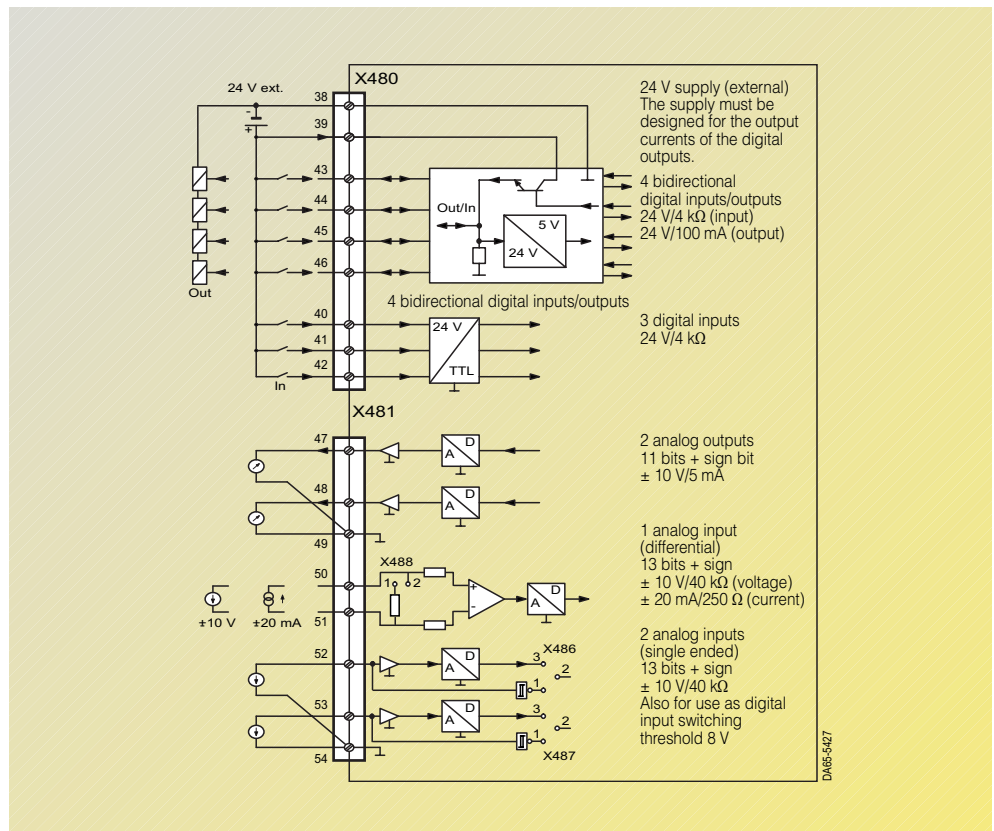 X480
24 V ext.
38
-
+
39
43
44
45
46
Out
Out/In
5 V
24 V
24 V supply (external)
The supply must be
designed for the output
currents of the digital
outputs.
4 bidirectional
digital inputs/outputs
24 V/4 kΩ (input)
24 V/100 mA (output)
4 bidirectional digital inputs/outputs
40
41
42
In
24 V
TTL
3 digital inputs
24 V/4 kΩ
X481
47
48
49
D
A
D
A
2 analog outputs
11 bits + sign bit
± 10 V/5 mA
50
51
±10 V
±20 mA
X488
1
2
+
-
D
A
1 analog input
(differential)
13 bits + sign
± 10 V/40 kΩ (voltage)
± 20 mA/250 Ω (current)
52
53
54
D
A
3
X486
2
1
D
A
3
2
1
X487
2 analog inputs
(single ended)
13 bits + sign
± 10 V/40 kΩ
Also for use as digital
input switching
threshold 8 V
DA65-5427